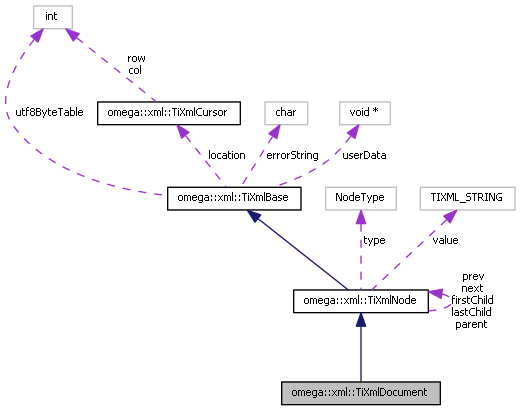 int
row
col
utf8ByteTable
omega::xml::TiXmlCursor
char
void *
location
errorString
userData
omega::xml::TiXmlBase
NodeType
TIXML_STRING
type
value
prev
next
firstChild
lastChild
parent
omega::xml::TiXmlNode
omega::xml::TiXmlDocument